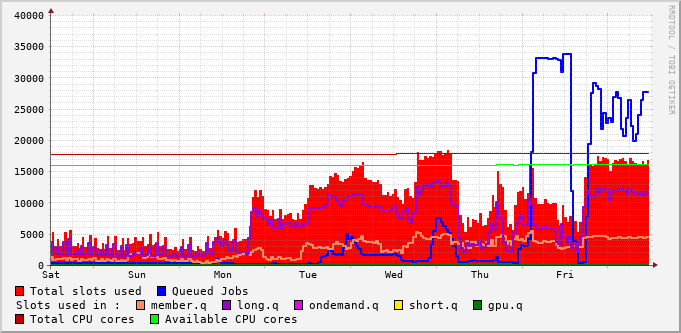 40000
35000
30000
25000
20000
15000
10000
5000
0
Sat Sun Mon Tue Wed Thu Fri
RRDTOOL / TOBI OETIKER
Total slots used Queued Jobs
Slots used in : member.q long.q ondemand.q short.q gpu.q
Total CPU cores Available CPU cores